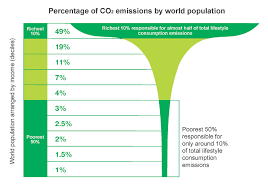 Percentage of CO₂ emissions by world population
World population arranged by income (deciles)
Richest
10%
49%
Richest 10% responsible for almost half of total lifestyle
consumption emissions
19%
11%
7%
4%
Poorest
50%
3%
2.5%
2%
1.5%
1%
Poorest 50%
responsible for
only around 10%
of total lifestyle
consumption
emissions